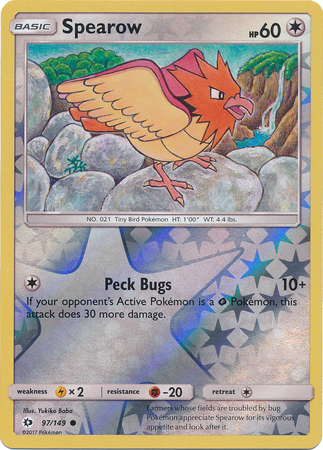 BASIC Spearow HP 60
NO. 021 Tiny Bird Pokémon HT: 1'00" WT: 4.4 lbs.
Peck Bugs 10+
If your opponent's Active Pokémon is a Pokémon, this
attack does 30 more damage.
weakness ×2 resistance -20 retreat
Illus. Yukiko Baba
97/149
©2017 Pokémon
Farmers whose fields are troubled by bug
Pokémon appreciate Spearow for its vigorous
appetite and look after it.